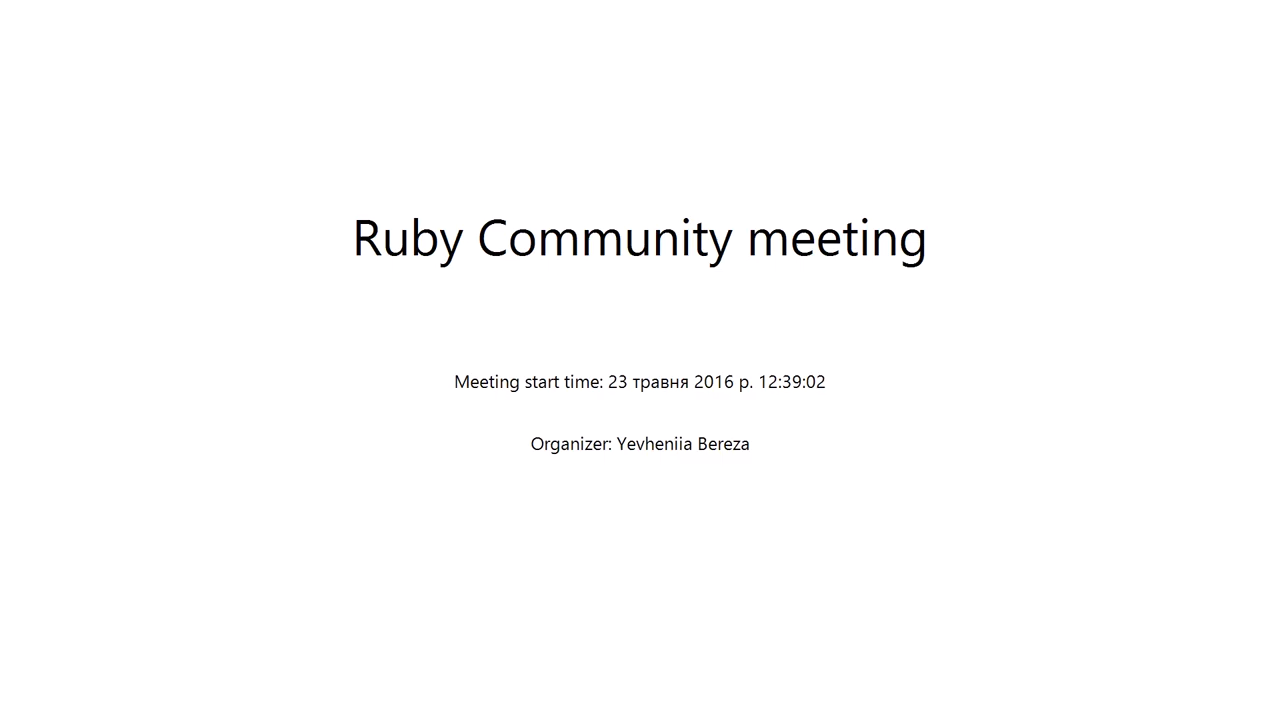 Ruby Community meeting
Meeting start time: 23 травня 2016 р. 12:39:02
Organizer: Yevheniia Bereza